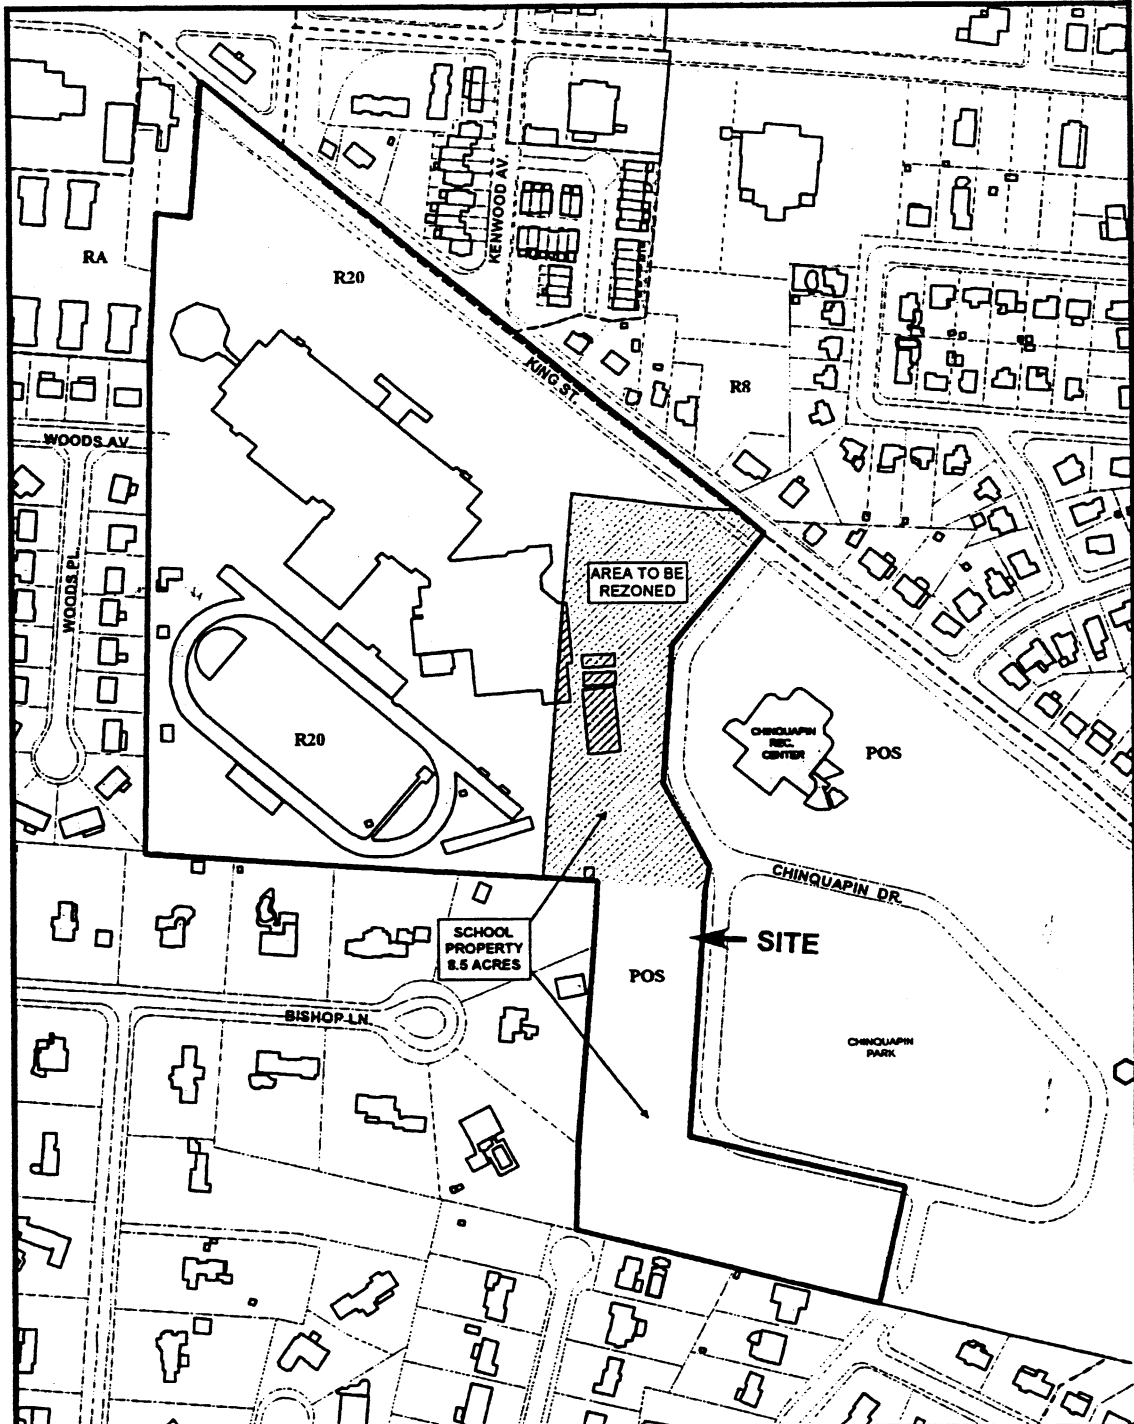 KENWOOD AV.
RA
R20
KING ST.
R8
WOODS AV
WOODS PL
AREA TO BE
REZONED
R20
CHINQUAPIN
REC.
CENTER
POS
CHINQUAPIN DR.
SCHOOL
PROPERTY
8.5 ACRES
SITE
POS
BISHOP LN.
CHINQUAPIN
PARK